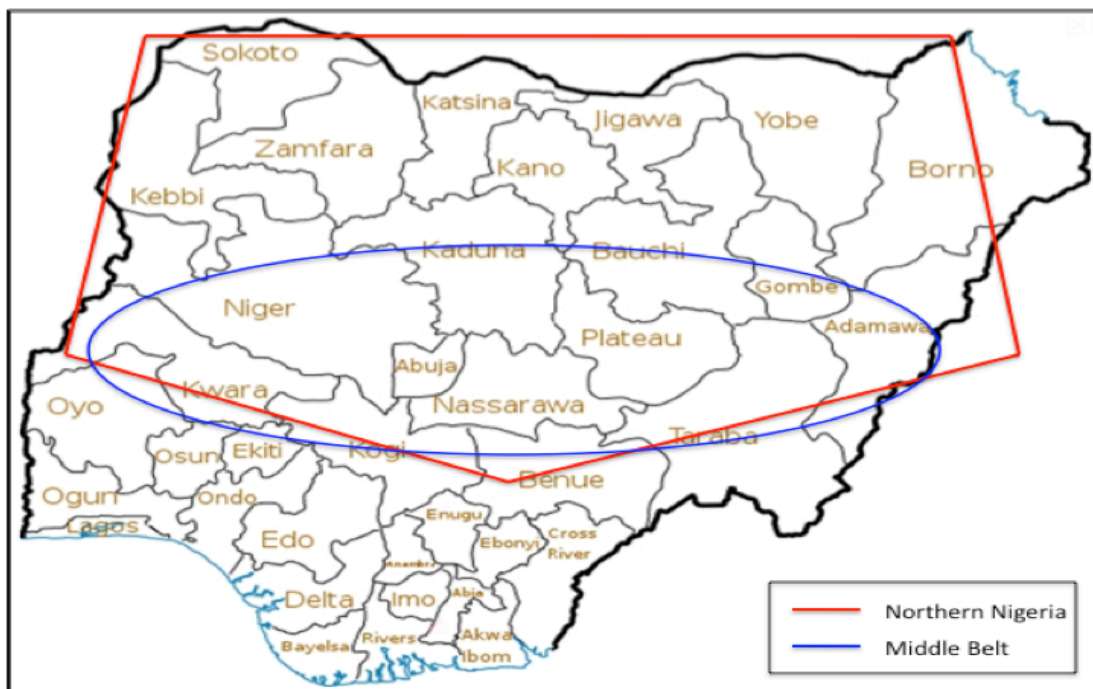 Sokoto
Katsina
Jigawa
Yobe
Zamfara
Kano
Borno
Kebbi
Kaduna
Bauchi
Gombe
Niger
Adamawa
Plateau
Abuja
Kwara
Nassarawa
Oyo
Taraba
Kogi
Ekiti
Osun
Benue
Ogun
Ondo
Lagos
Enugu
Edo
Ebonyi
Cross
River
Anambra
Delta
Imo
Abia
Rivers
Bayelsa
Akwa
Ibom
Northern Nigeria
Middle Belt